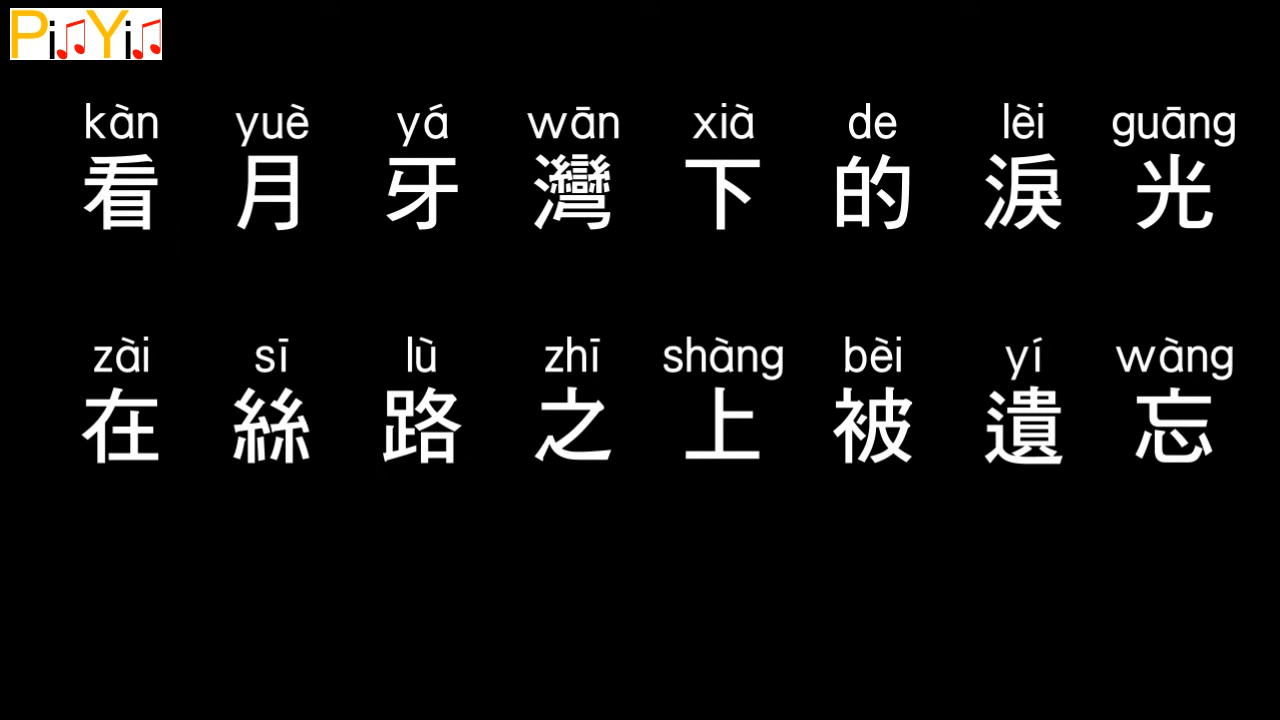 PinYin
kàn yuè yá wān xià de lèi guāng
看月牙灣下的淚光
zài sī lù zhī shàng bèi yí wàng
在絲路之上被遺忘